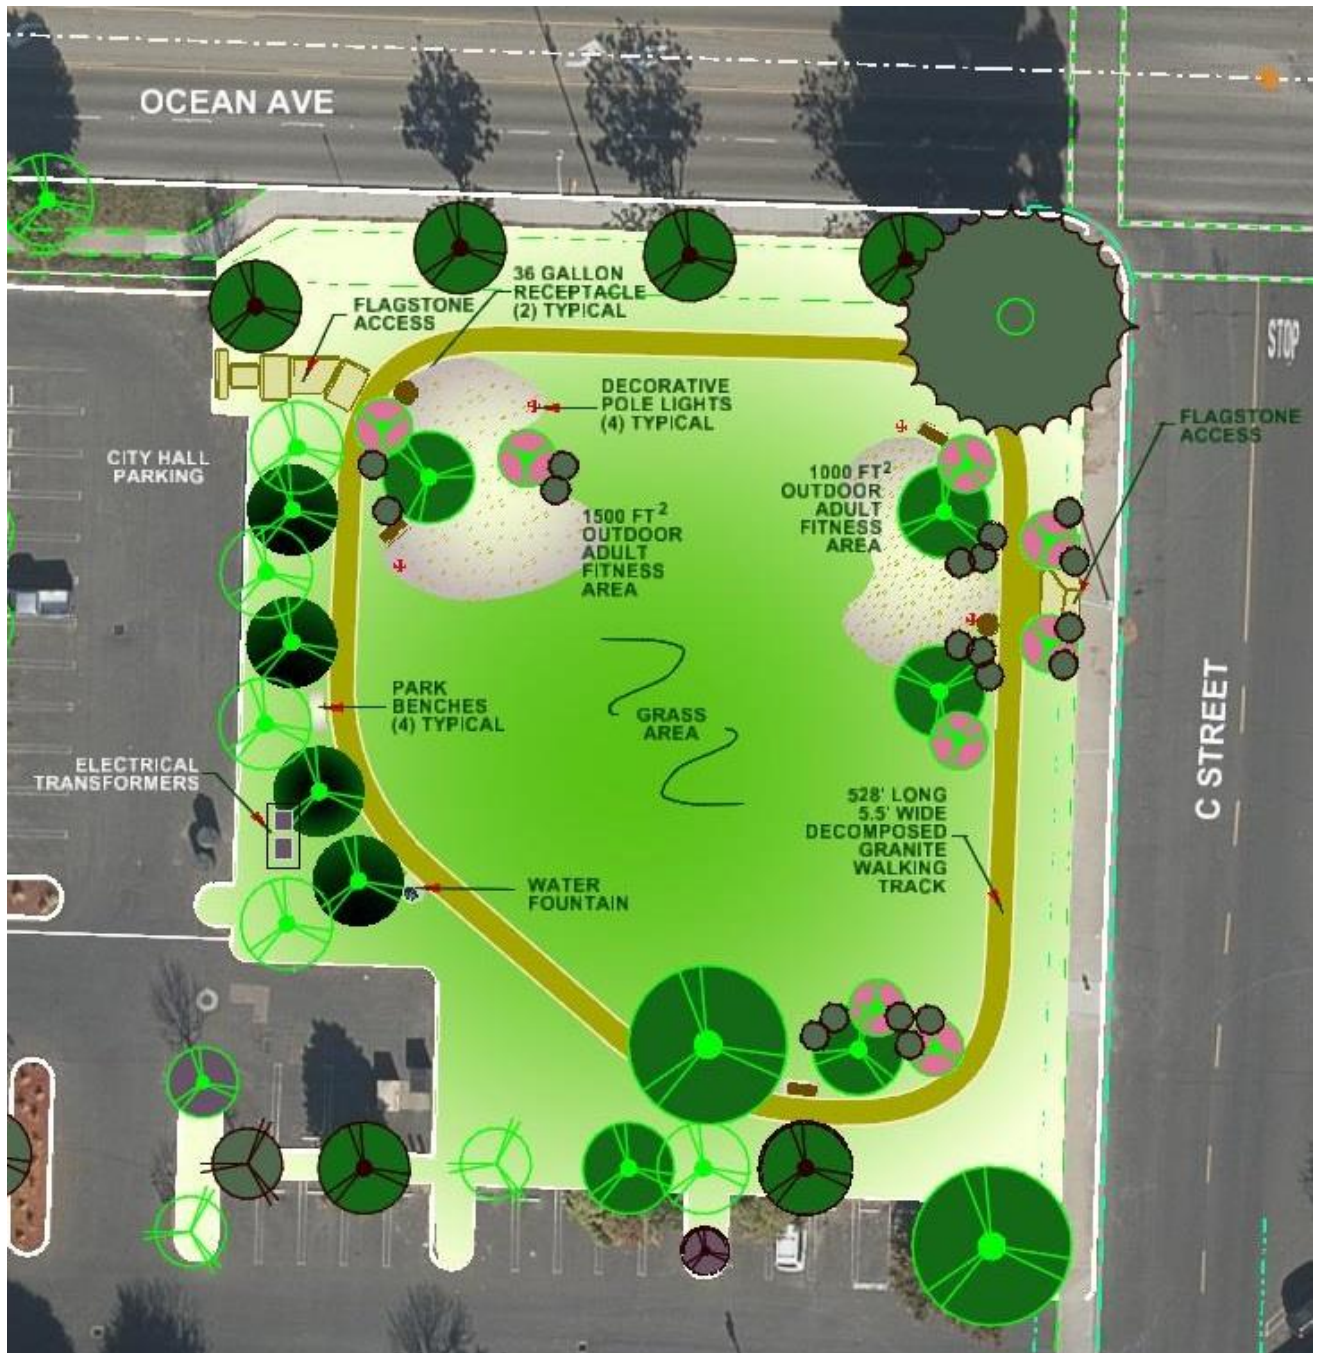 OCEAN AVE
36 GALLON
RECEPTACLE
(2) TYPICAL
FLAGSTONE
ACCESS
STOP
DECORATIVE
POLE LIGHTS
(4) TYPICAL
FLAGSTONE
ACCESS
CITY HALL
PARKING
1000 FT2
OUTDOOR
ADULT
FITNESS
AREA
1500 FT2
OUTDOOR
ADULT
FITNESS
AREA
PARK
BENCHES
(4) TYPICAL
GRASS
AREA
C STREET
ELECTRICAL
TRANSFORMERS
528' LONG
5.5' WIDE
DECOMPOSED
GRANITE
WALKING
TRACK
WATER
FOUNTAIN